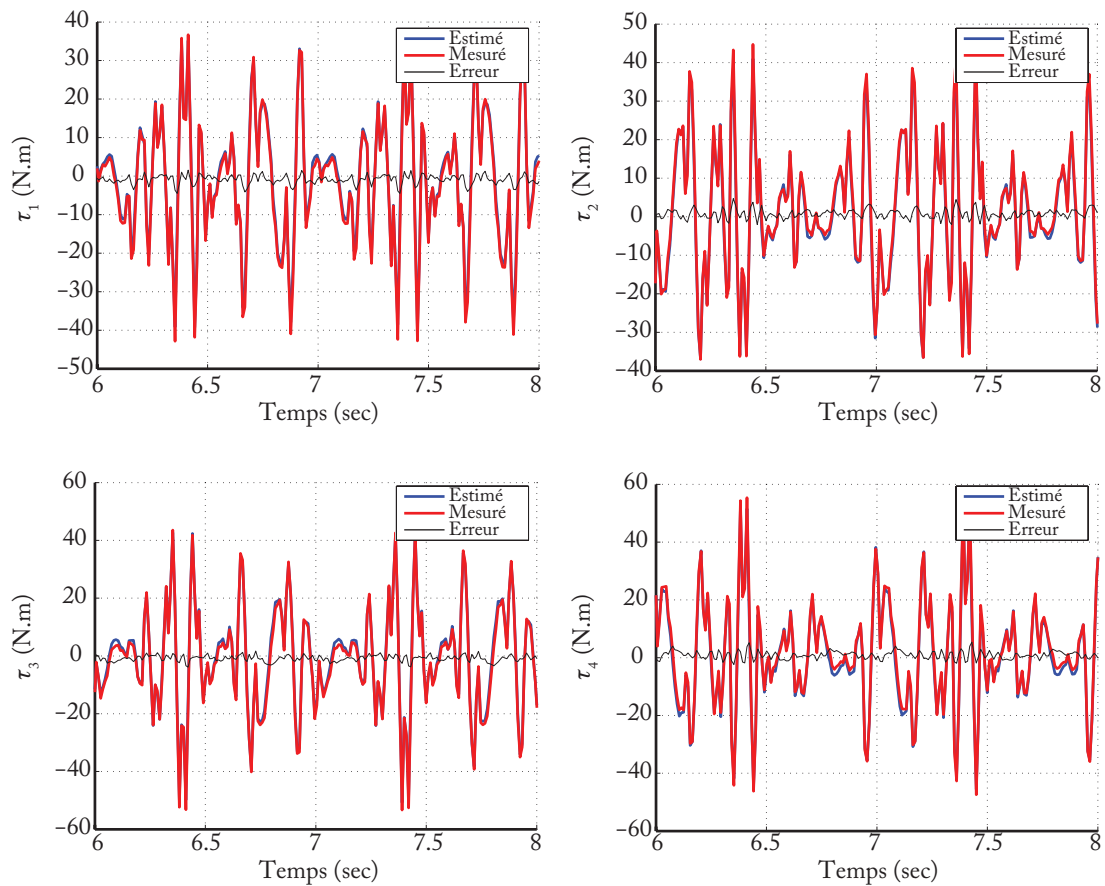 40
30
20
10
0
−10
−20
−30
−40
−50
τ1 (N.m)
Estimé
Mesuré
Erreur
6
6.5
7
7.5
8
Temps (sec)
50
40
30
20
10
0
−10
−20
−30
−40
τ2 (N.m)
Estimé
Mesuré
Erreur
6
6.5
7
7.5
8
Temps (sec)
60
40
20
0
−20
−40
−60
τ3 (N.m)
Estimé
Mesuré
Erreur
6
6.5
7
7.5
8
Temps (sec)
60
40
20
0
−20
−40
−60
τ4 (N.m)
Estimé
Mesuré
Erreur
6
6.5
7
7.5
8
Temps (sec)